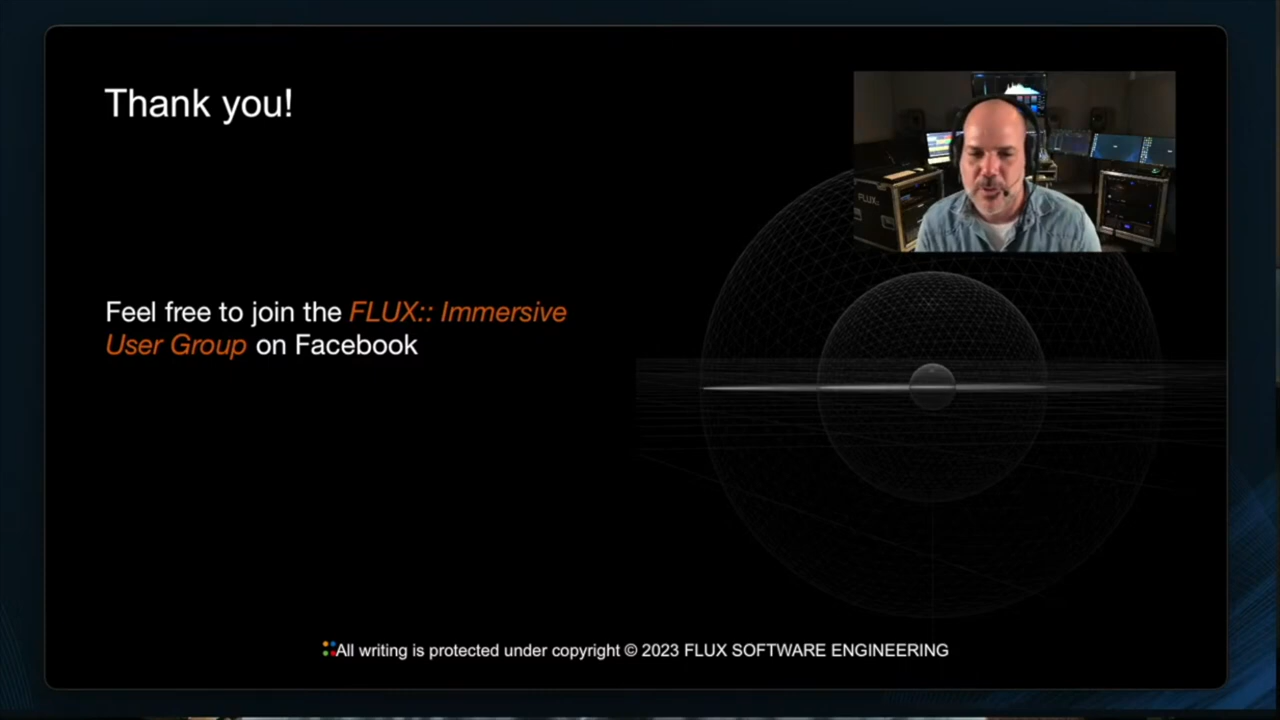 Thank you!
FLUX::
Feel free to join the FLUX:: Immersive
User Group on Facebook
All writing is protected under copyright © 2023 FLUX SOFTWARE ENGINEERING